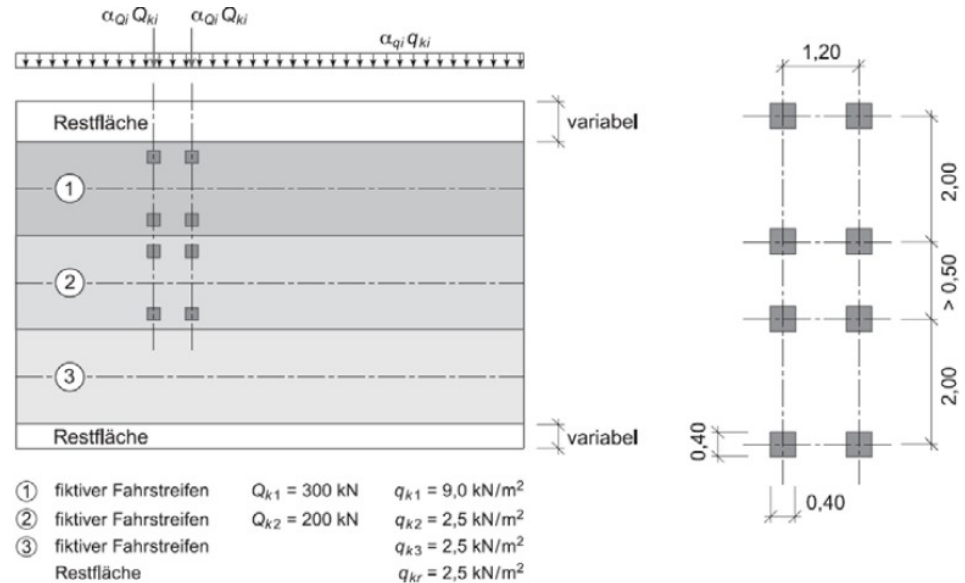 α_Qi Q_ki α_Qi Q_ki
α_qi q_ki
Restfläche
variabel
1
2
3
Restfläche
variabel
1 fiktiver Fahrstreifen Q_k1 = 300 kN q_k1 = 9,0 kN/m²
2 fiktiver Fahrstreifen Q_k2 = 200 kN q_k2 = 2,5 kN/m²
3 fiktiver Fahrstreifen q_k3 = 2,5 kN/m²
Restfläche q_kr = 2,5 kN/m²
1,20
2,00
> 0,50
2,00
0,40
0,40